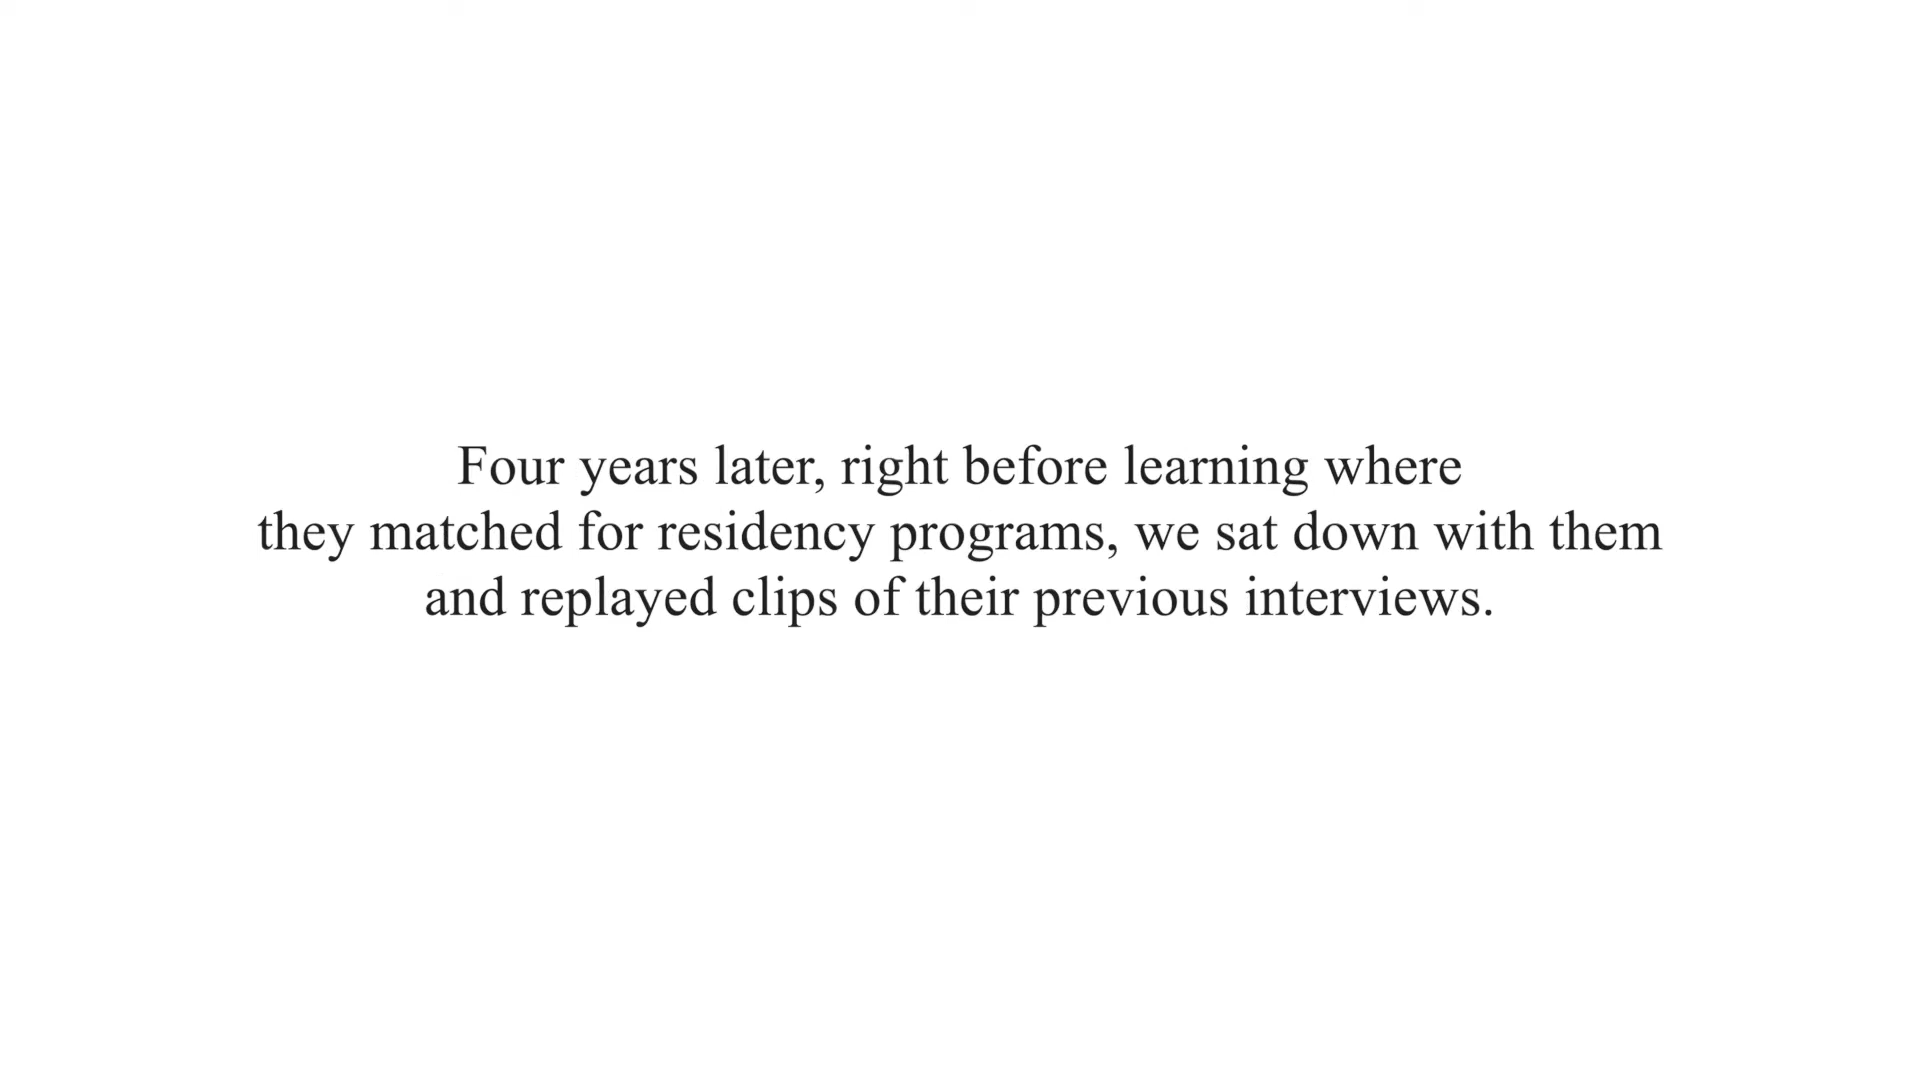 Four years later, right before learning where
they matched for residency programs, we sat down with them
and replayed clips of their previous interviews.